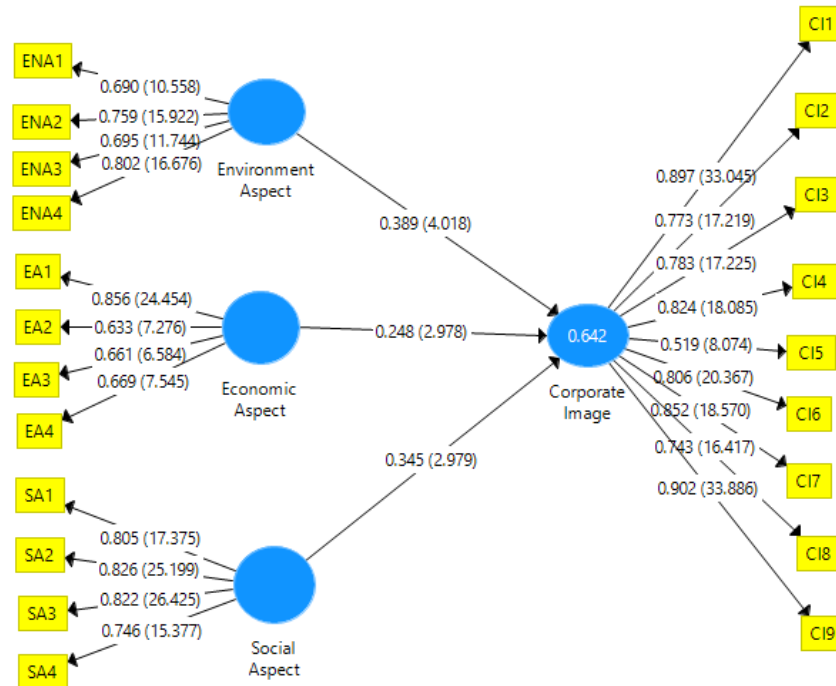 ENA1
0.690 (10.558)
ENA2
0.759 (15.922)
ENA3
0.695 (11.744)
0.802 (16.676)
ENA4
Environment
Aspect
0.389 (4.018)
EA1
0.856 (24.454)
EA2
0.633 (7.276)
EA3
0.661 (6.584)
0.669 (7.545)
EA4
Economic
Aspect
0.248 (2.978)
SA1
0.805 (17.375)
SA2
0.826 (25.199)
SA3
0.822 (26.425)
0.746 (15.377)
SA4
Social
Aspect
0.345 (2.979)
0.642
Corporate
Image
CI1
0.897 (33.045)
CI2
0.773 (17.219)
CI3
0.783 (17.225)
CI4
0.824 (18.085)
CI5
0.519 (8.074)
CI6
0.806 (20.367)
0.852 (18.570)
CI7
0.743 (16.417)
CI8
0.902 (33.886)
CI9